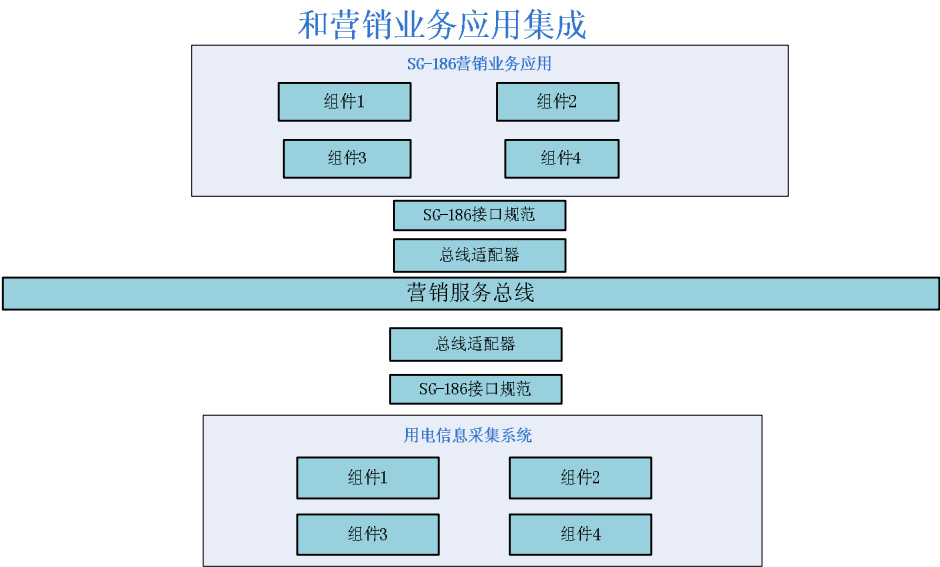 和营销业务应用集成
SG-186营销业务应用
组件1
组件2
组件3
组件4
SG-186接口规范
总线适配器
营销服务总线
总线适配器
SG-186接口规范
用电信息采集系统
组件1
组件2
组件3
组件4